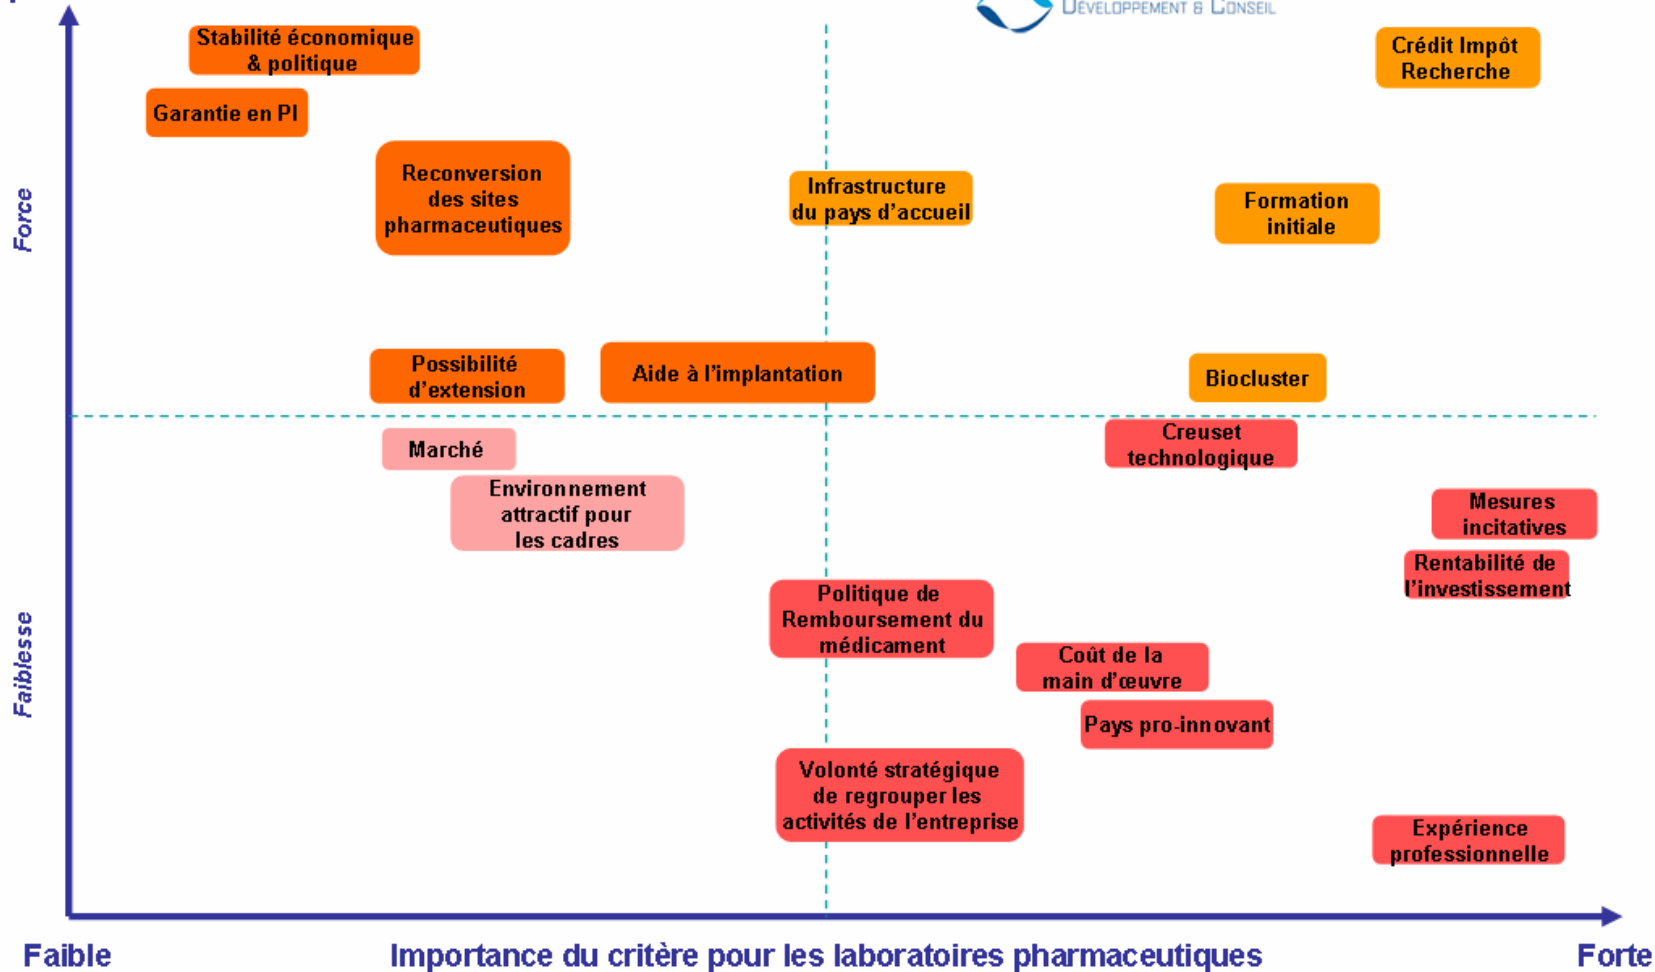 DÉVELOPPEMENT & CONSEIL
Stabilité économique
& politique
Crédit Impôt
Recherche
Garantie en PI
Reconversion
des sites
pharmaceutiques
Infrastructure
du pays d'accueil
Formation
initiale
Force
Possibilité
d'extension
Aide à l'implantation
Biocluster
Marché
Creuset
technologique
Environnement
attractif pour
les cadres
Mesures
incitatives
Rentabilité de
l'investissement
Politique de
Remboursement du
médicament
Faiblesse
Coût de la
main d'œuvre
Pays pro-innovant
Volonté stratégique
de regrouper les
activités de l'entreprise
Expérience
professionnelle
Faible
Importance du critère pour les laboratoires pharmaceutiques
Forte